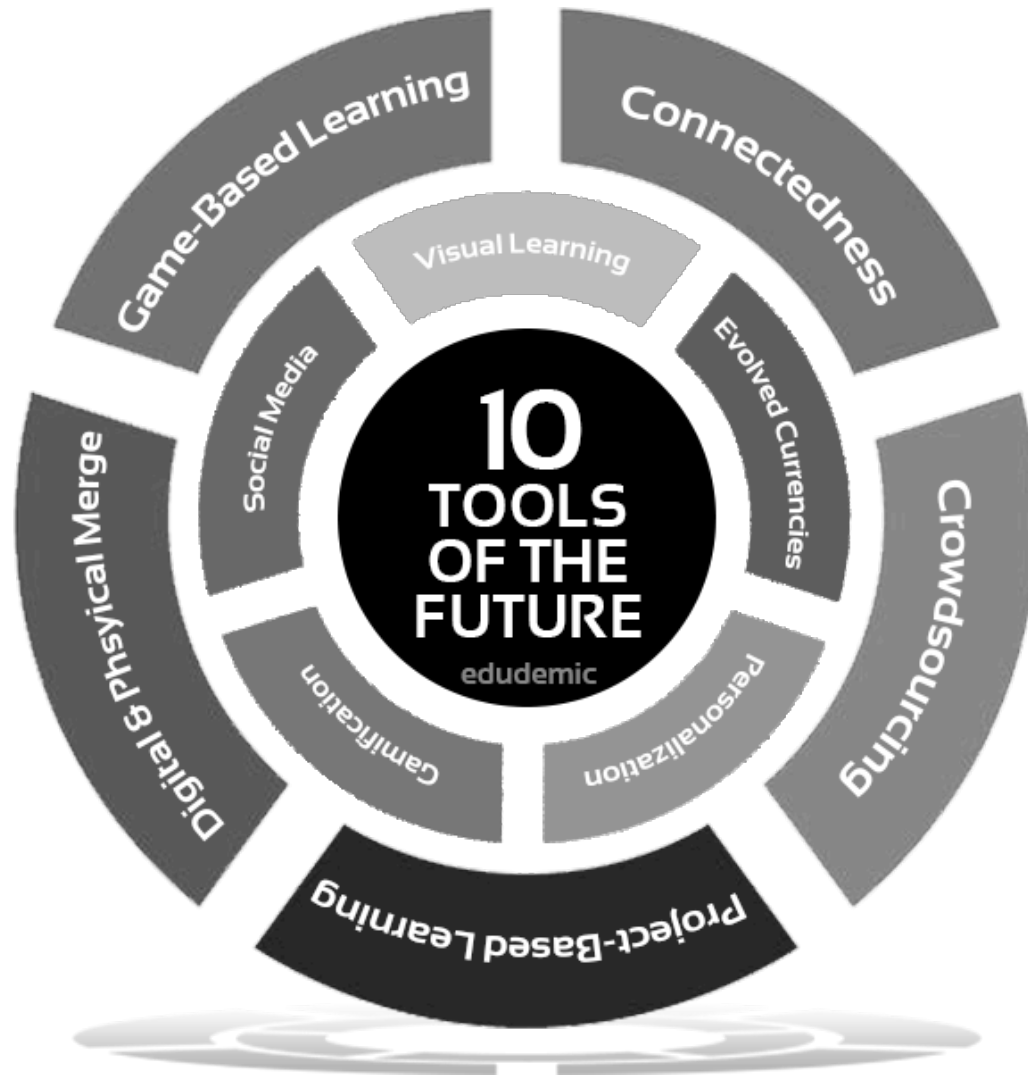 Game-Based Learning
Connectedness
Visual Learning
Social Media
Evolved Currencies
10
TOOLS
OF THE
FUTURE
edudemic
Digital & Phsyical Merge
Crowdsourcing
Gamification
Personalization
Project-Based Learning